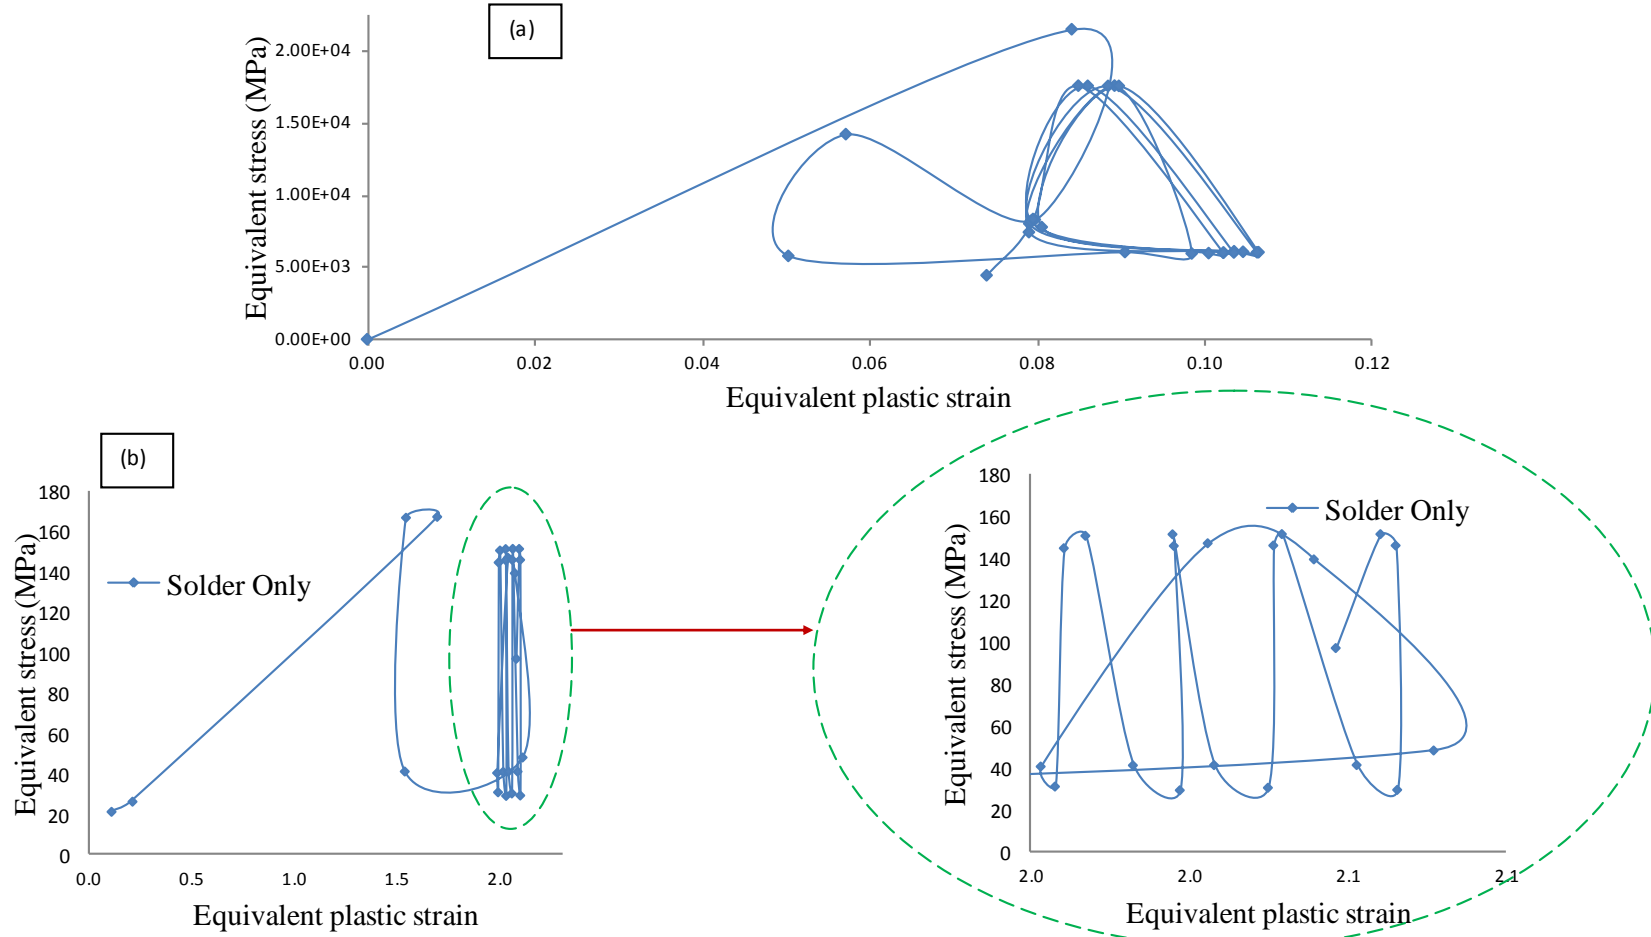 (a)
Equivalent stress (MPa)
2.00E+04
1.50E+04
1.00E+04
5.00E+03
0.00E+00
0.00 0.02 0.04 0.06 0.08 0.10 0.12
Equivalent plastic strain
(b)
Equivalent stress (MPa)
180
160
140
120
100
80
60
40
20
0
Solder Only
0.0 0.5 1.0 1.5 2.0
Equivalent plastic strain
Equivalent stress (MPa)
180
160
140
120
100
80
60
40
20
0
Solder Only
2.0 2.0 2.1 2.1
Equivalent plastic strain